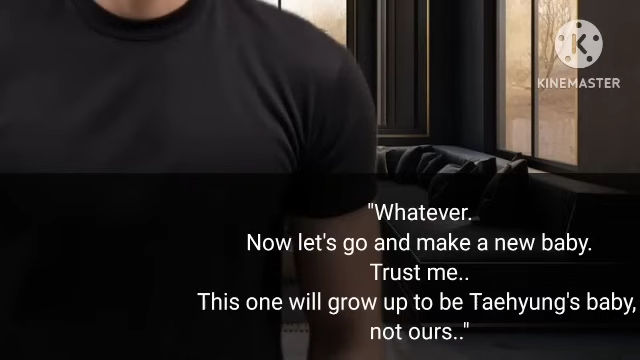 KINEMASTER
"Whatever.
Now let's go and make a new baby.
Trust me..
This one will grow up to be Taehyung's baby,
not ours.."